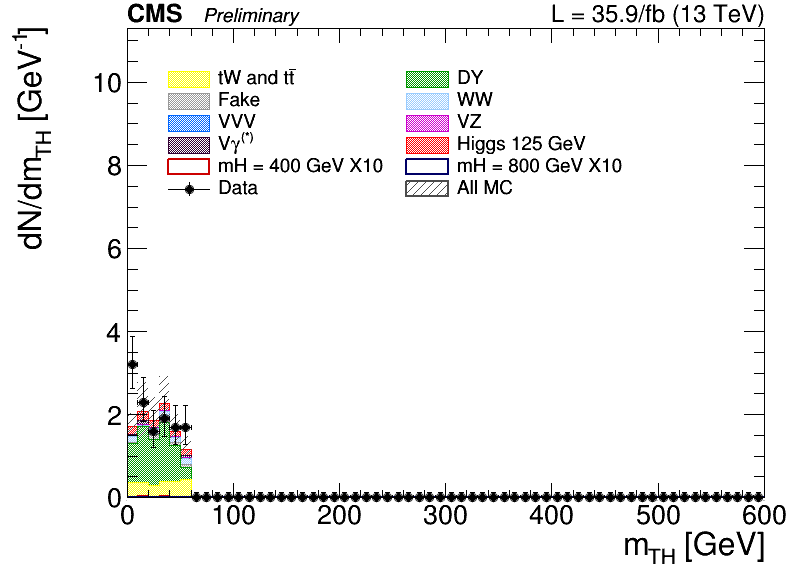 CMS Preliminary L = 35.9/fb (13 TeV)
dN/dm_TH [GeV⁻¹]
10
8
6
4
2
0
tW and tt̄ DY
Fake WW
VVV VZ
Vγ(*) Higgs 125 GeV
mH = 400 GeV X10 mH = 800 GeV X10
Data All MC
0 100 200 300 400 500 600
m_TH [GeV]